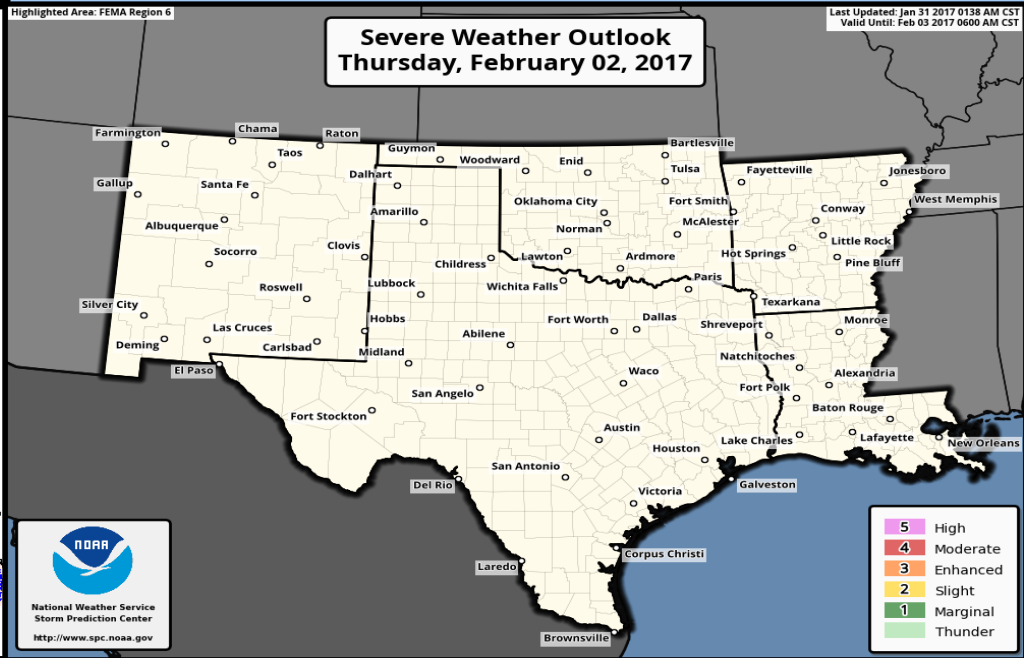 Highlighted Area: FEMA Region 6
Last Updated: Jan 31 2017 0138 AM CST
Valid Until: Feb 03 2017 0600 AM CST
Severe Weather Outlook
Thursday, February 02, 2017
Farmington
Chama
Raton
Guymon
Bartlesville
Taos
Woodward
Enid
Tulsa
Fayetteville
Jonesboro
Gallup
Santa Fe
Dalhart
Oklahoma City
Fort Smith
West Memphis
Albuquerque
Amarillo
Norman
McAlester
Conway
Socorro
Clovis
Childress
Lawton
Ardmore
Hot Springs
Little Rock
Pine Bluff
Roswell
Lubbock
Wichita Falls
Paris
Texarkana
Silver City
Las Cruces
Hobbs
Abilene
Fort Worth
Dallas
Shreveport
Monroe
Deming
Carlsbad
Midland
Natchitoches
El Paso
San Angelo
Waco
Fort Polk
Alexandria
Fort Stockton
Austin
Baton Rouge
Houston
Lake Charles
Lafayette
New Orleans
Del Rio
San Antonio
Victoria
Galveston
Laredo
Corpus Christi
Brownsville
NOAA
National Weather Service
Storm Prediction Center
http://www.spc.noaa.gov
5 High
4 Moderate
3 Enhanced
2 Slight
1 Marginal
Thunder